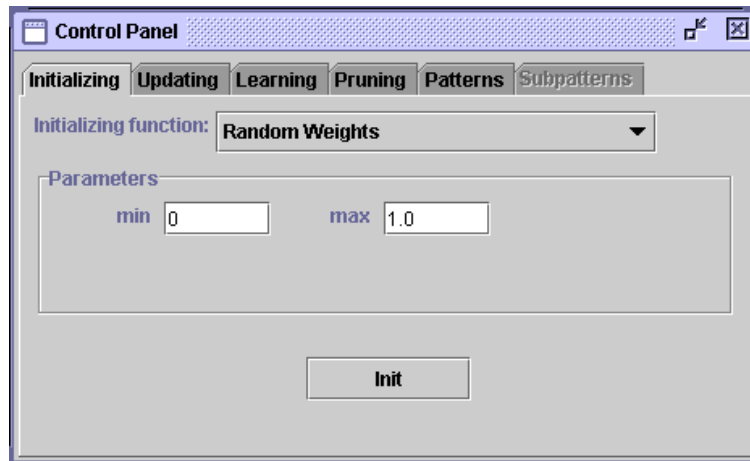 Control Panel
Initializing Updating Learning Pruning Patterns Subpatterns
Initializing function: Random Weights
Parameters
min 0 max 1.0
Init